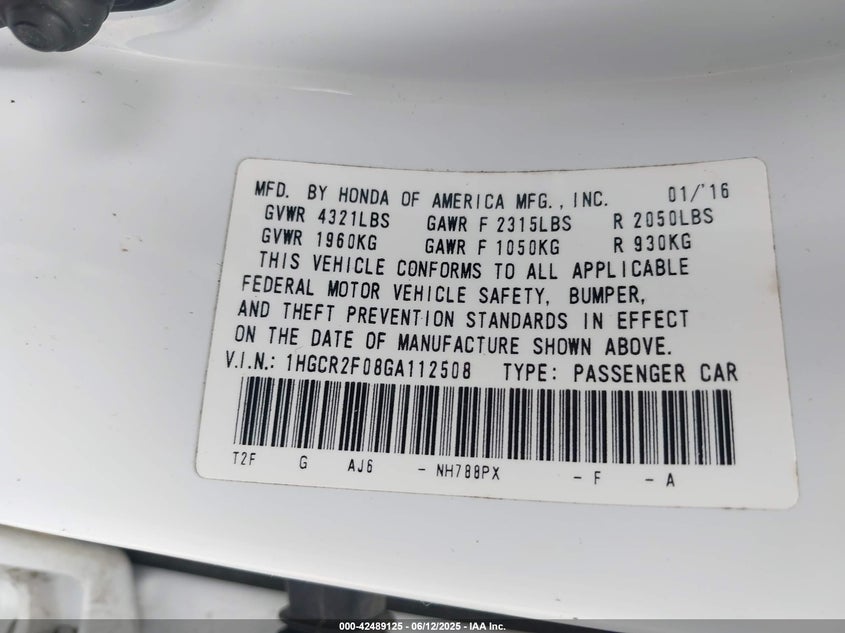 MFD. BY HONDA OF AMERICA MFG., INC. 01/'16
GVWR 4321LBS GAWR F 2315LBS R 2050LBS
GVWR 1960KG GAWR F 1050KG R 930KG
THIS VEHICLE CONFORMS TO ALL APPLICABLE
FEDERAL MOTOR VEHICLE SAFETY, BUMPER,
AND THEFT PREVENTION STANDARDS IN EFFECT
ON THE DATE OF MANUFACTURE SHOWN ABOVE.
V.I.N.: 1HGCR2F08GA112508 TYPE: PASSENGER CAR
T2F G AJ6 - NH788PX - F - A
000-42489125 - 06/12/2025 - IAA Inc.